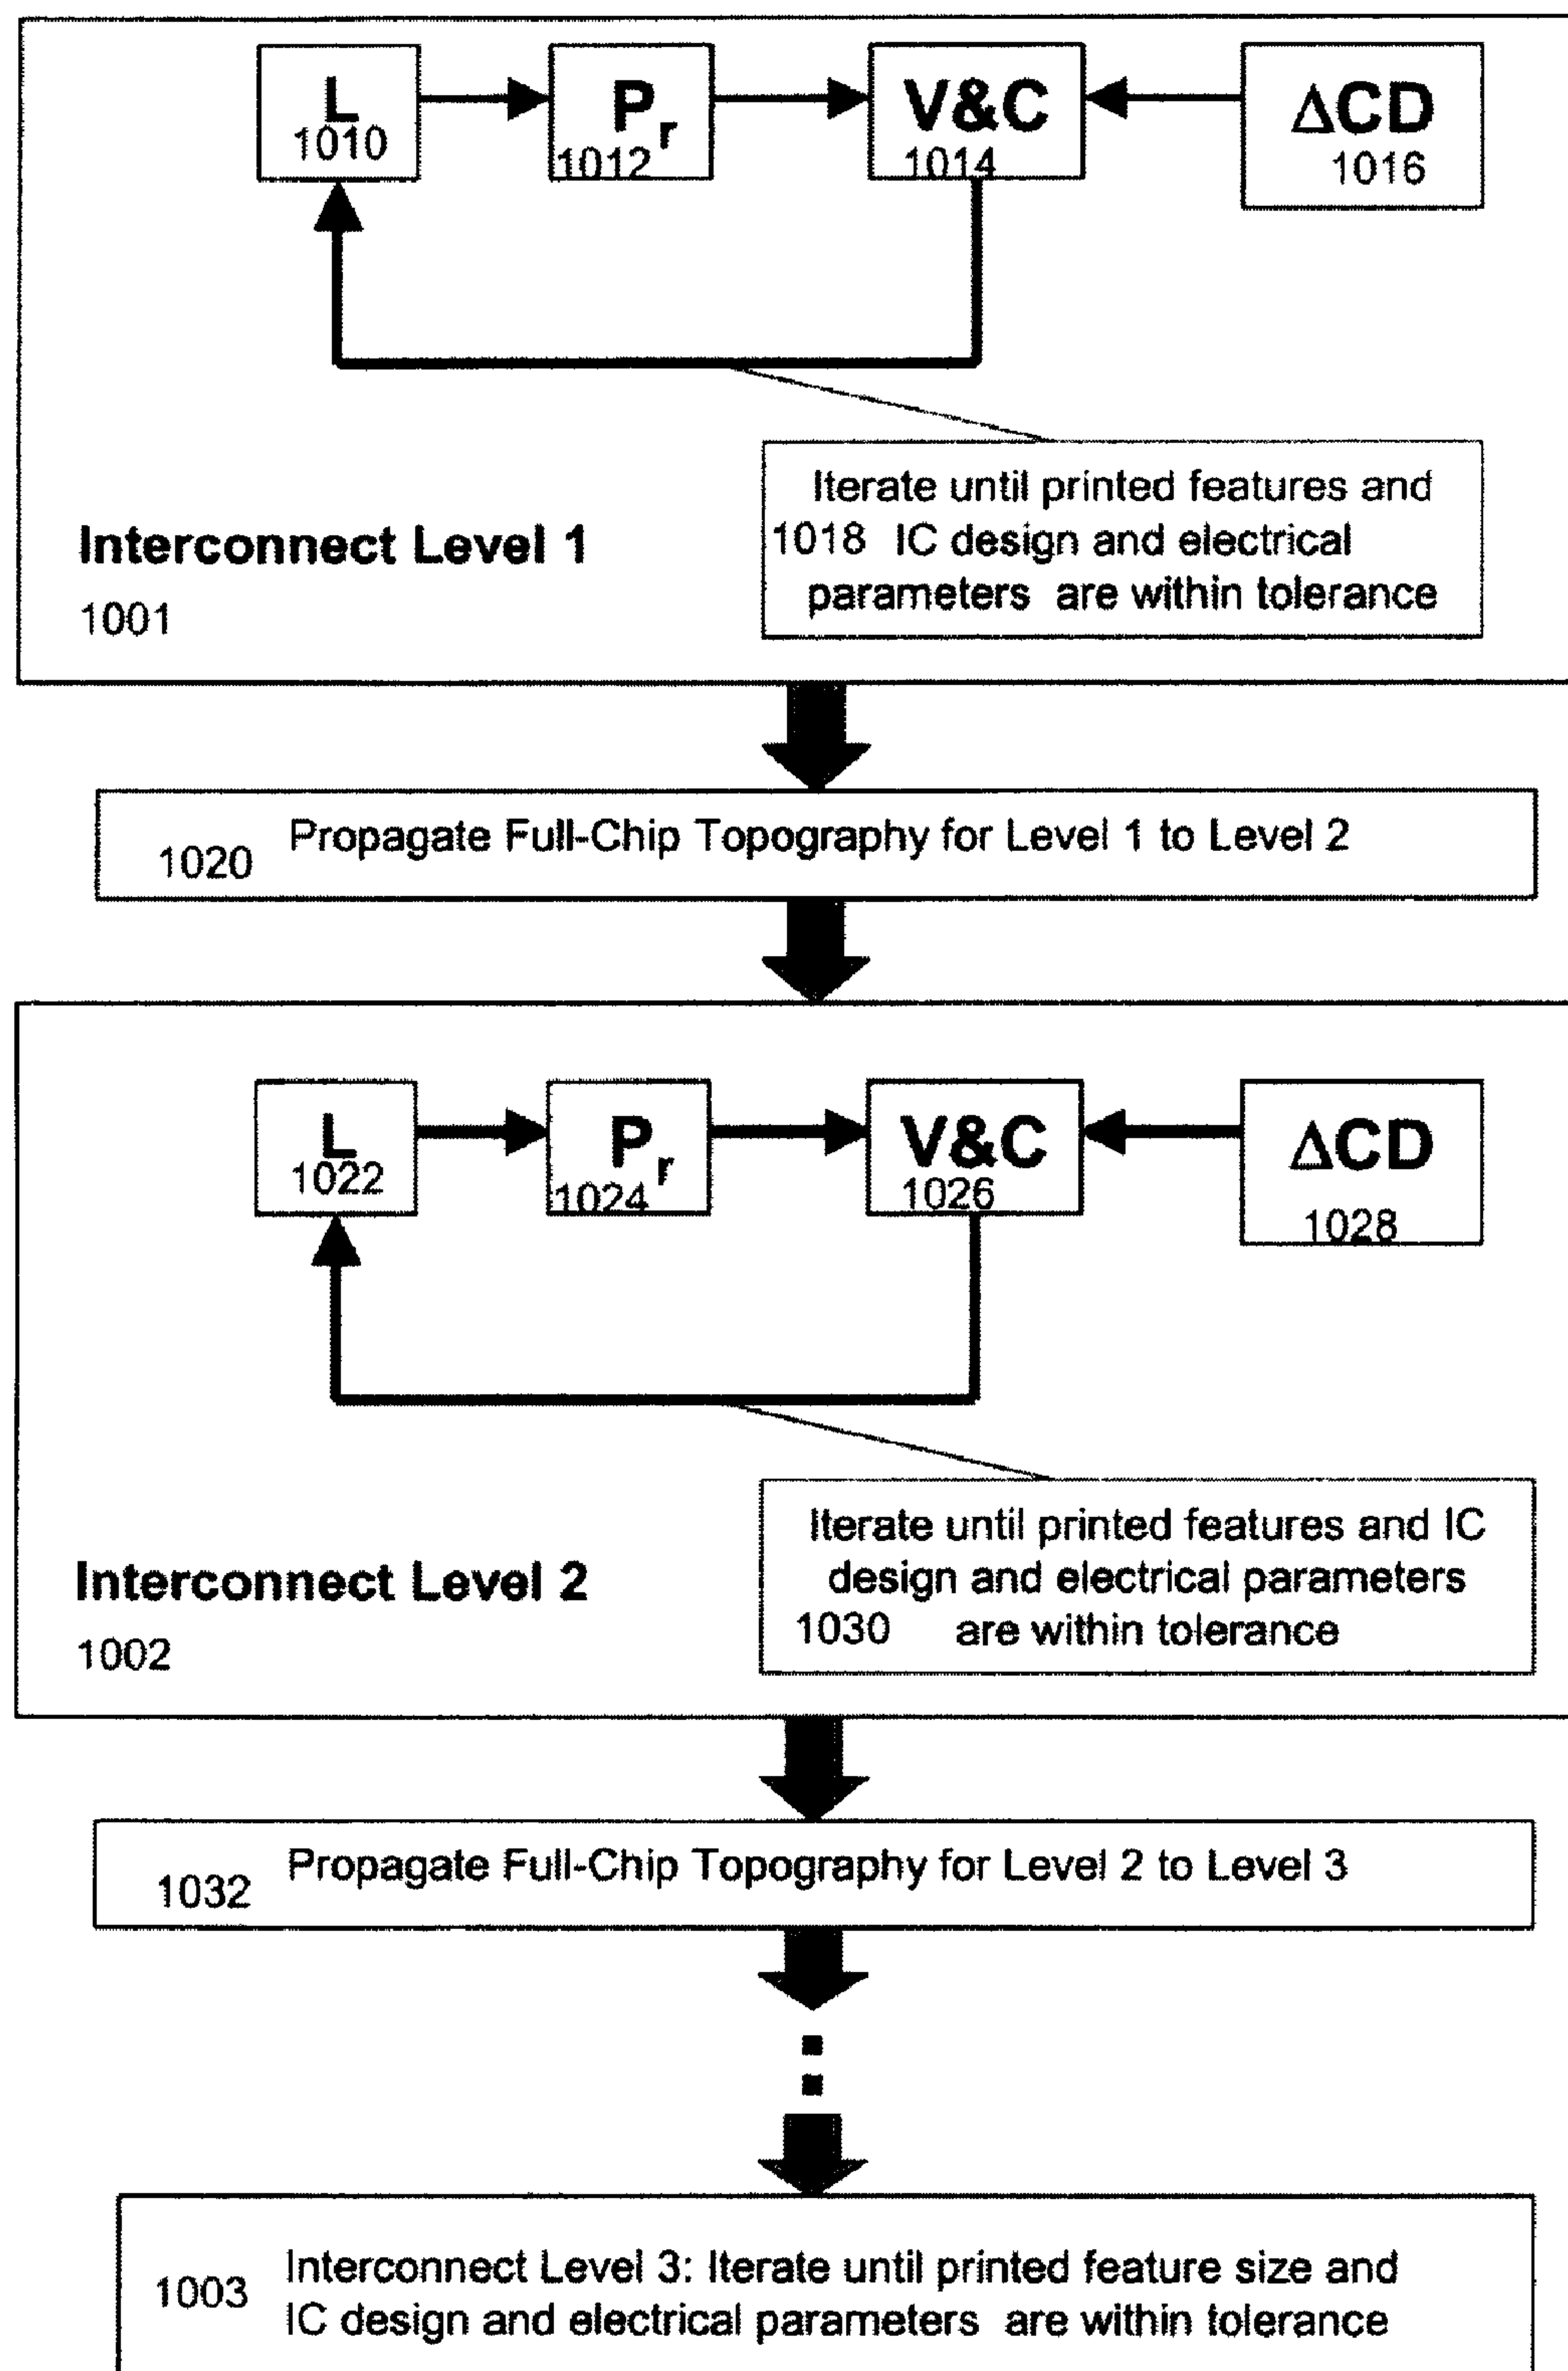 L
1010
Pr
1012
V&C
1014
ΔCD
1016
Iterate until printed features and
1018 IC design and electrical
parameters are within tolerance
Interconnect Level 1
1001
Propagate Full-Chip Topography for Level 1 to Level 2
1020
L
1022
Pr
1024
V&C
1026
ΔCD
1028
Iterate until printed features and IC
design and electrical parameters
1030 are within tolerance
Interconnect Level 2
1002
Propagate Full-Chip Topography for Level 2 to Level 3
1032
1003 Interconnect Level 3: Iterate until printed feature size and
IC design and electrical parameters are within tolerance